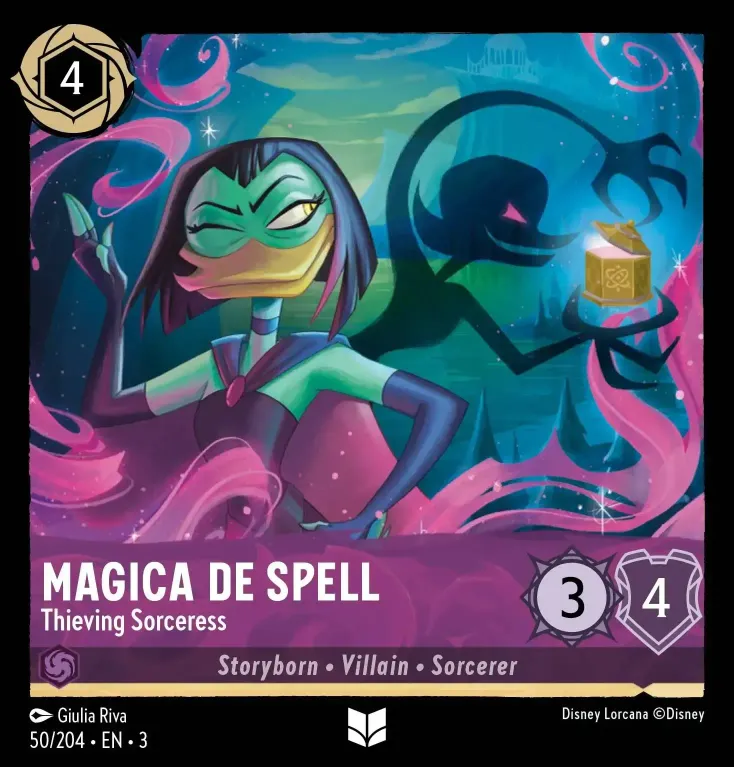 4
MAGICA DE SPELL
Thieving Sorceress
3
4
Storyborn • Villain • Sorcerer
Giulia Riva
Disney Lorcana ©Disney
50/204 • EN • 3